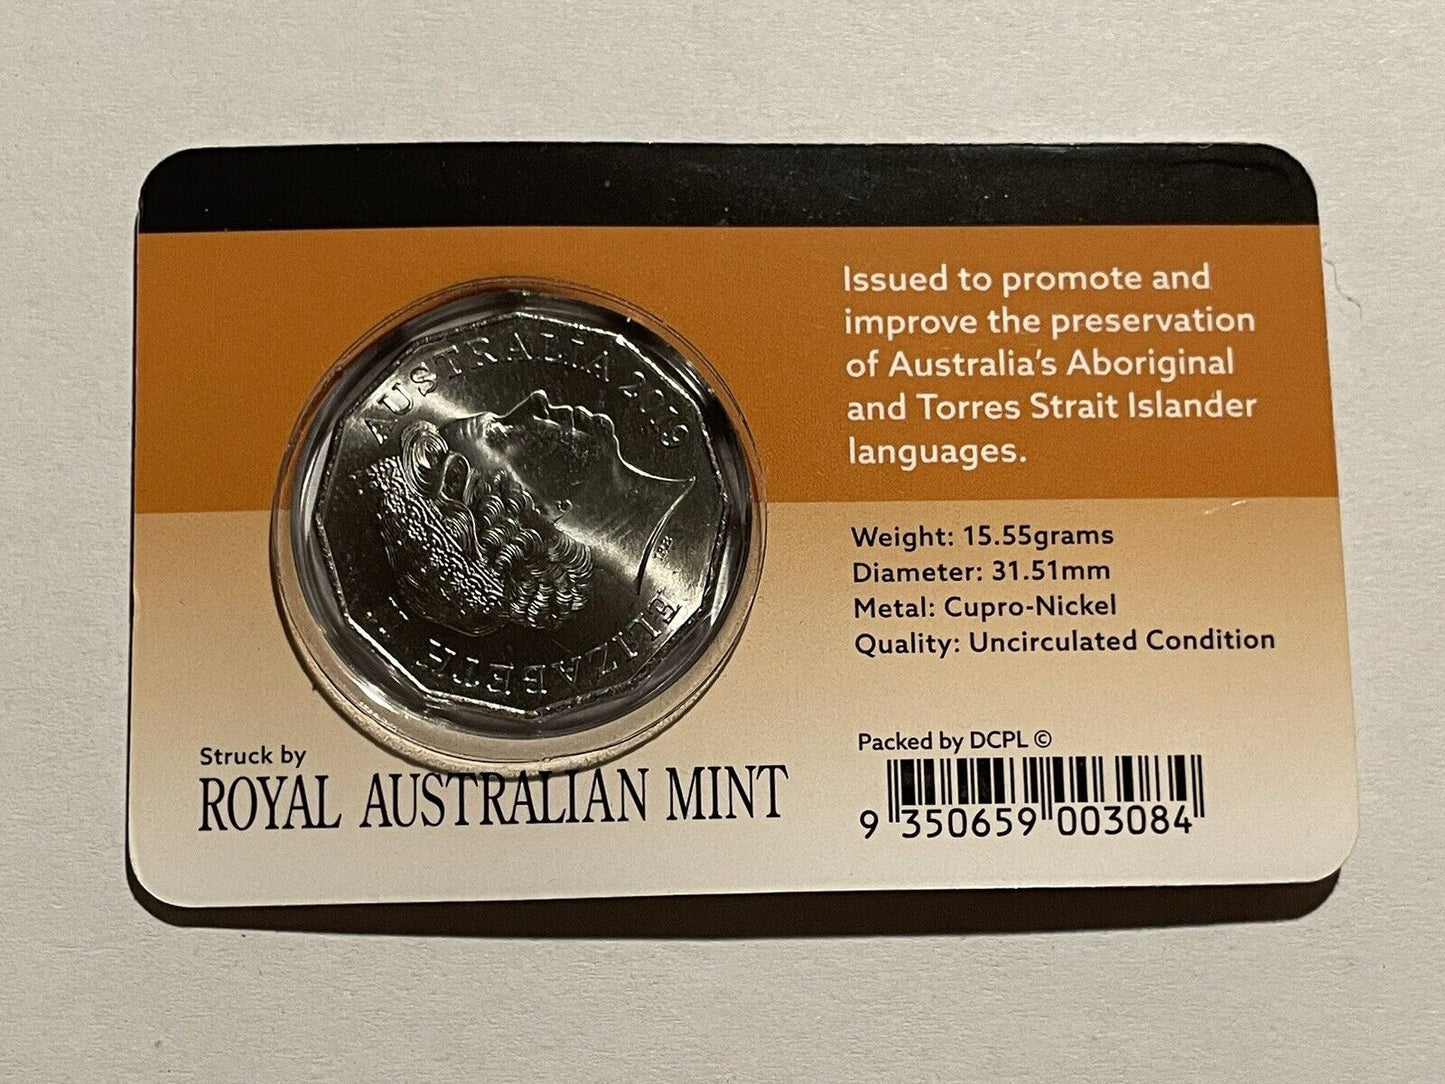 AUSTRALIA 2019
ELIZABETH II
Issued to promote and
improve the preservation
of Australia's Aboriginal
and Torres Strait Islander
languages.
Weight: 15.55grams
Diameter: 31.51mm
Metal: Cupro-Nickel
Quality: Uncirculated Condition
Struck by
ROYAL AUSTRALIAN MINT
Packed by DCPL ©
9 350659 003084